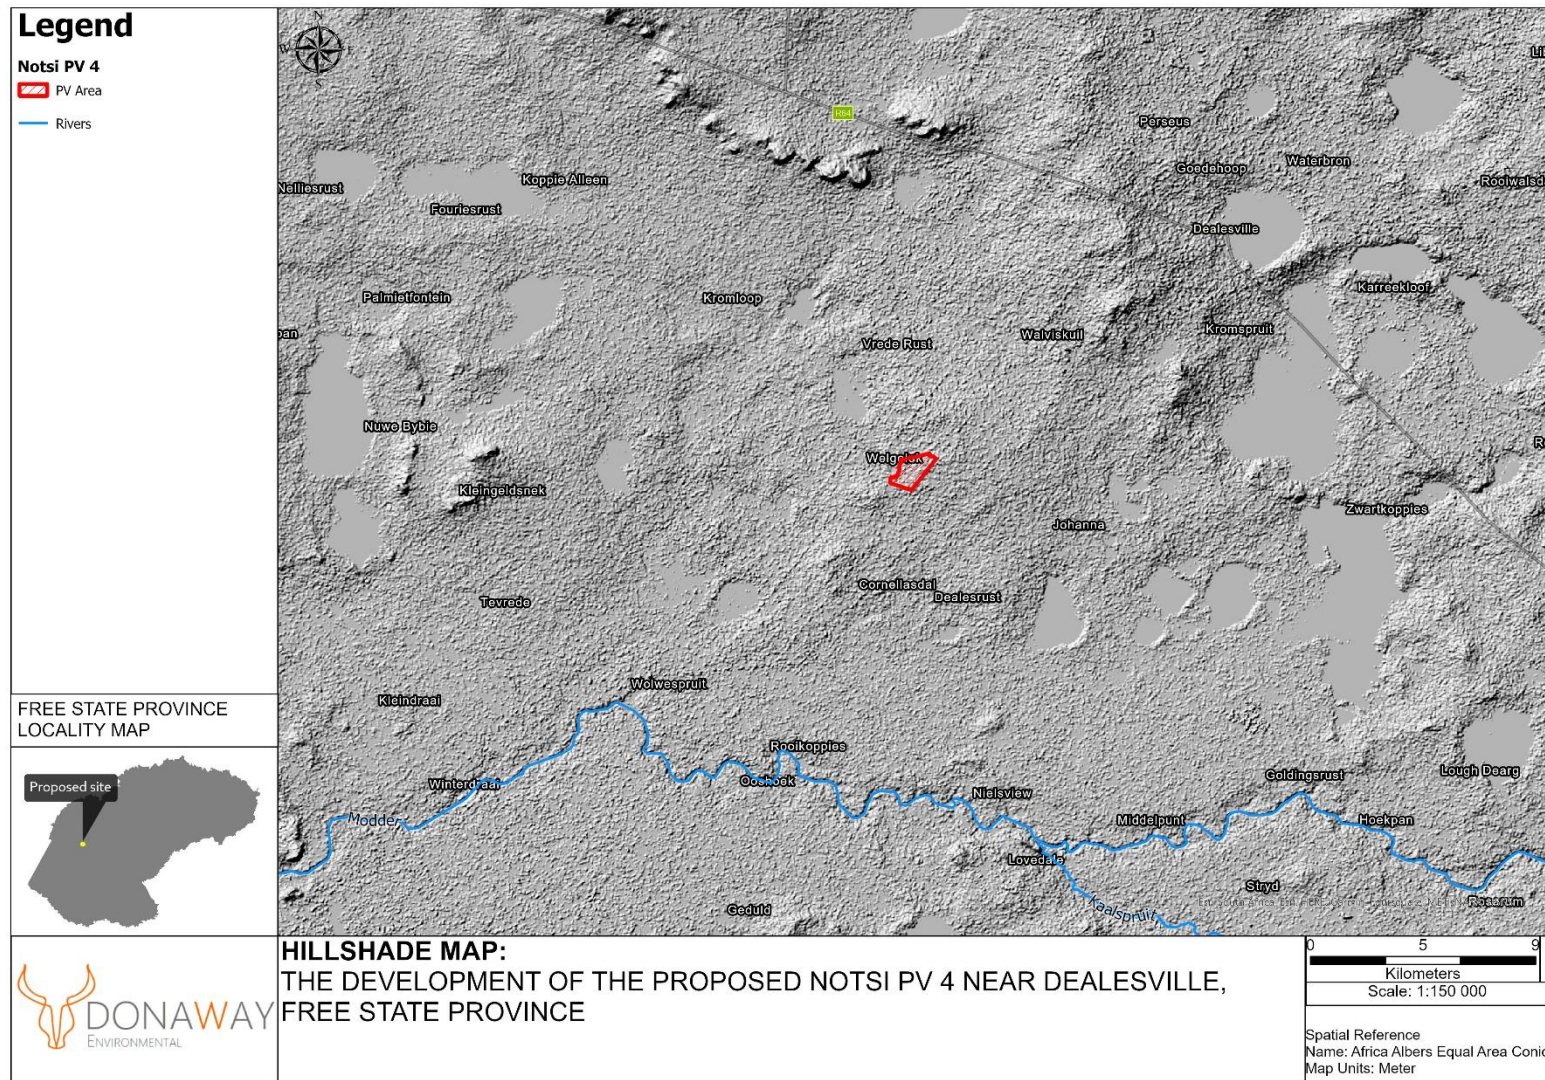 Legend
Notsi PV 4
PV Area
Rivers
N
R64
Perseus
Goedehoop
Waterbron
Nelliesrust
Koppie Alleen
Fouriesrust
Dealesville
Palmietfontein
Kromloop
Karreekloof
Kromspruit
Walviskuil
Vrede Rust
Nuwe Bybie
Kleingeldsnek
Zwartkoppies
Johanna
Corneliasdal
Dealesrust
Tevrede
Wolwespruit
Kleindraai
Rooikoppies
Winterdraai
Nielsview
Goldingsrust
Lough Dearg
Modder
Middelpunt
Hoekpan
Lovedale
Stryd
Geduld
Kaalspruit
FREE STATE PROVINCE
LOCALITY MAP
Proposed site
DONAWAY
ENVIRONMENTAL
HILLSHADE MAP:
THE DEVELOPMENT OF THE PROPOSED NOTSI PV 4 NEAR DEALESVILLE,
FREE STATE PROVINCE
0 5 9
Kilometers
Scale: 1:150 000
Spatial Reference
Name: Africa Albers Equal Area Conic
Map Units: Meter